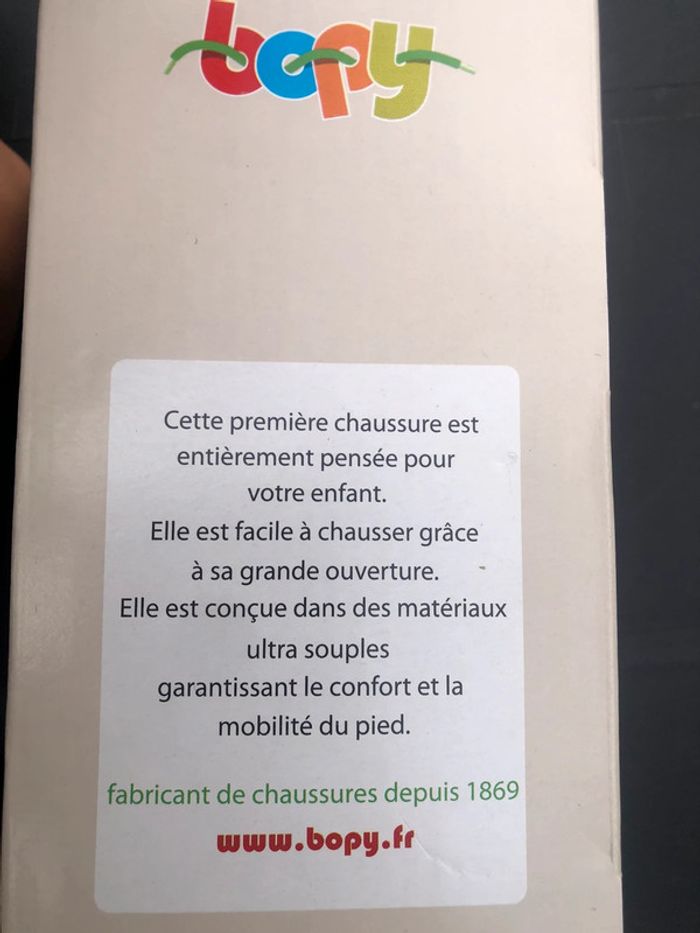 bopy
Cette première chaussure est
entièrement pensée pour
votre enfant.
Elle est facile à chausser grâce
à sa grande ouverture.
Elle est conçue dans des matériaux
ultra souples
garantissant le confort et la
mobilité du pied.
fabricant de chaussures depuis 1869
www.bopy.fr